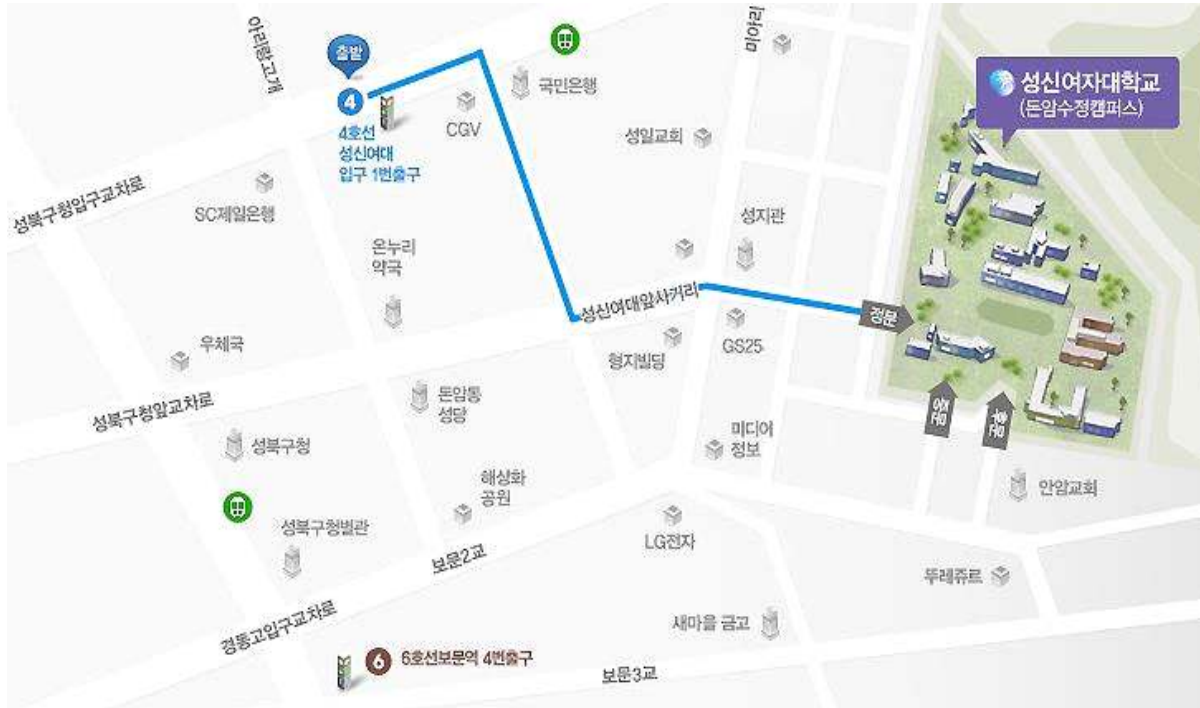 아리랑고개
출발
4
4호선
성신여대
입구 1번출구
CGV
국민은행
미아리
성신여자대학교
(돈암수정캠퍼스)
성일교회
성북구청입구교차로
SC제일은행
온누리
약국
성지관
성신여대앞사거리
정문
우체국
형지빌딩
GS25
성북구청앞교차로
돈암동
성당
성북구청
미디어
정보
후문
안암교회
해상화
공원
성북구청별관
LG전자
보문2교
뚜레쥬르
경동고입구교차로
새마을 금고
6
6호선보문역 4번출구
보문3교